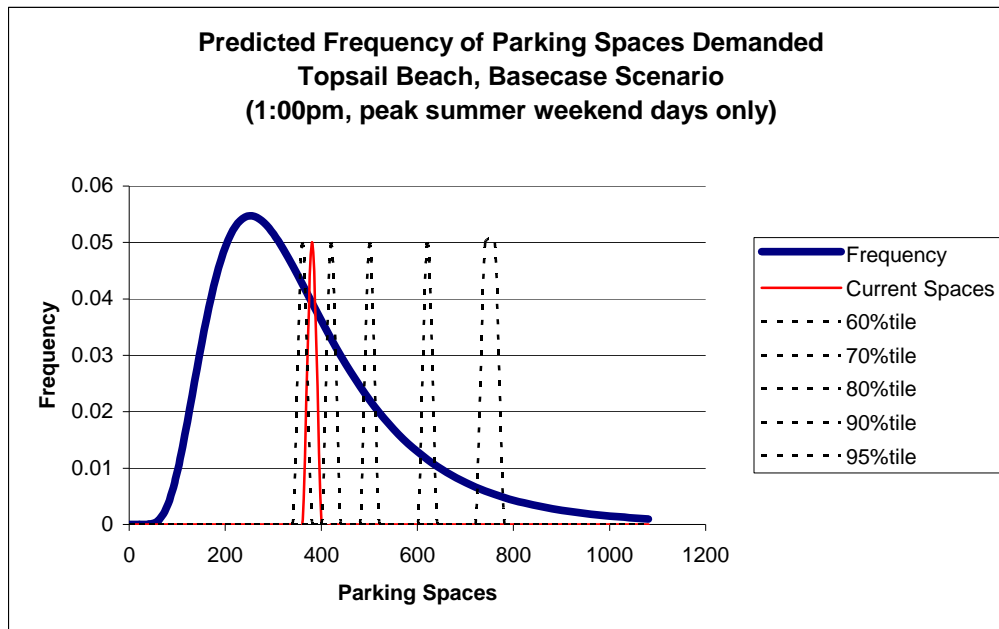 Predicted Frequency of Parking Spaces Demanded
Topsail Beach, Basecase Scenario
(1:00pm, peak summer weekend days only)
0.06
0.05
0.04
0.03
0.02
0.01
0
Frequency
0 200 400 600 800 1000 1200
Parking Spaces
Frequency
Current Spaces
60%tile
70%tile
80%tile
90%tile
95%tile